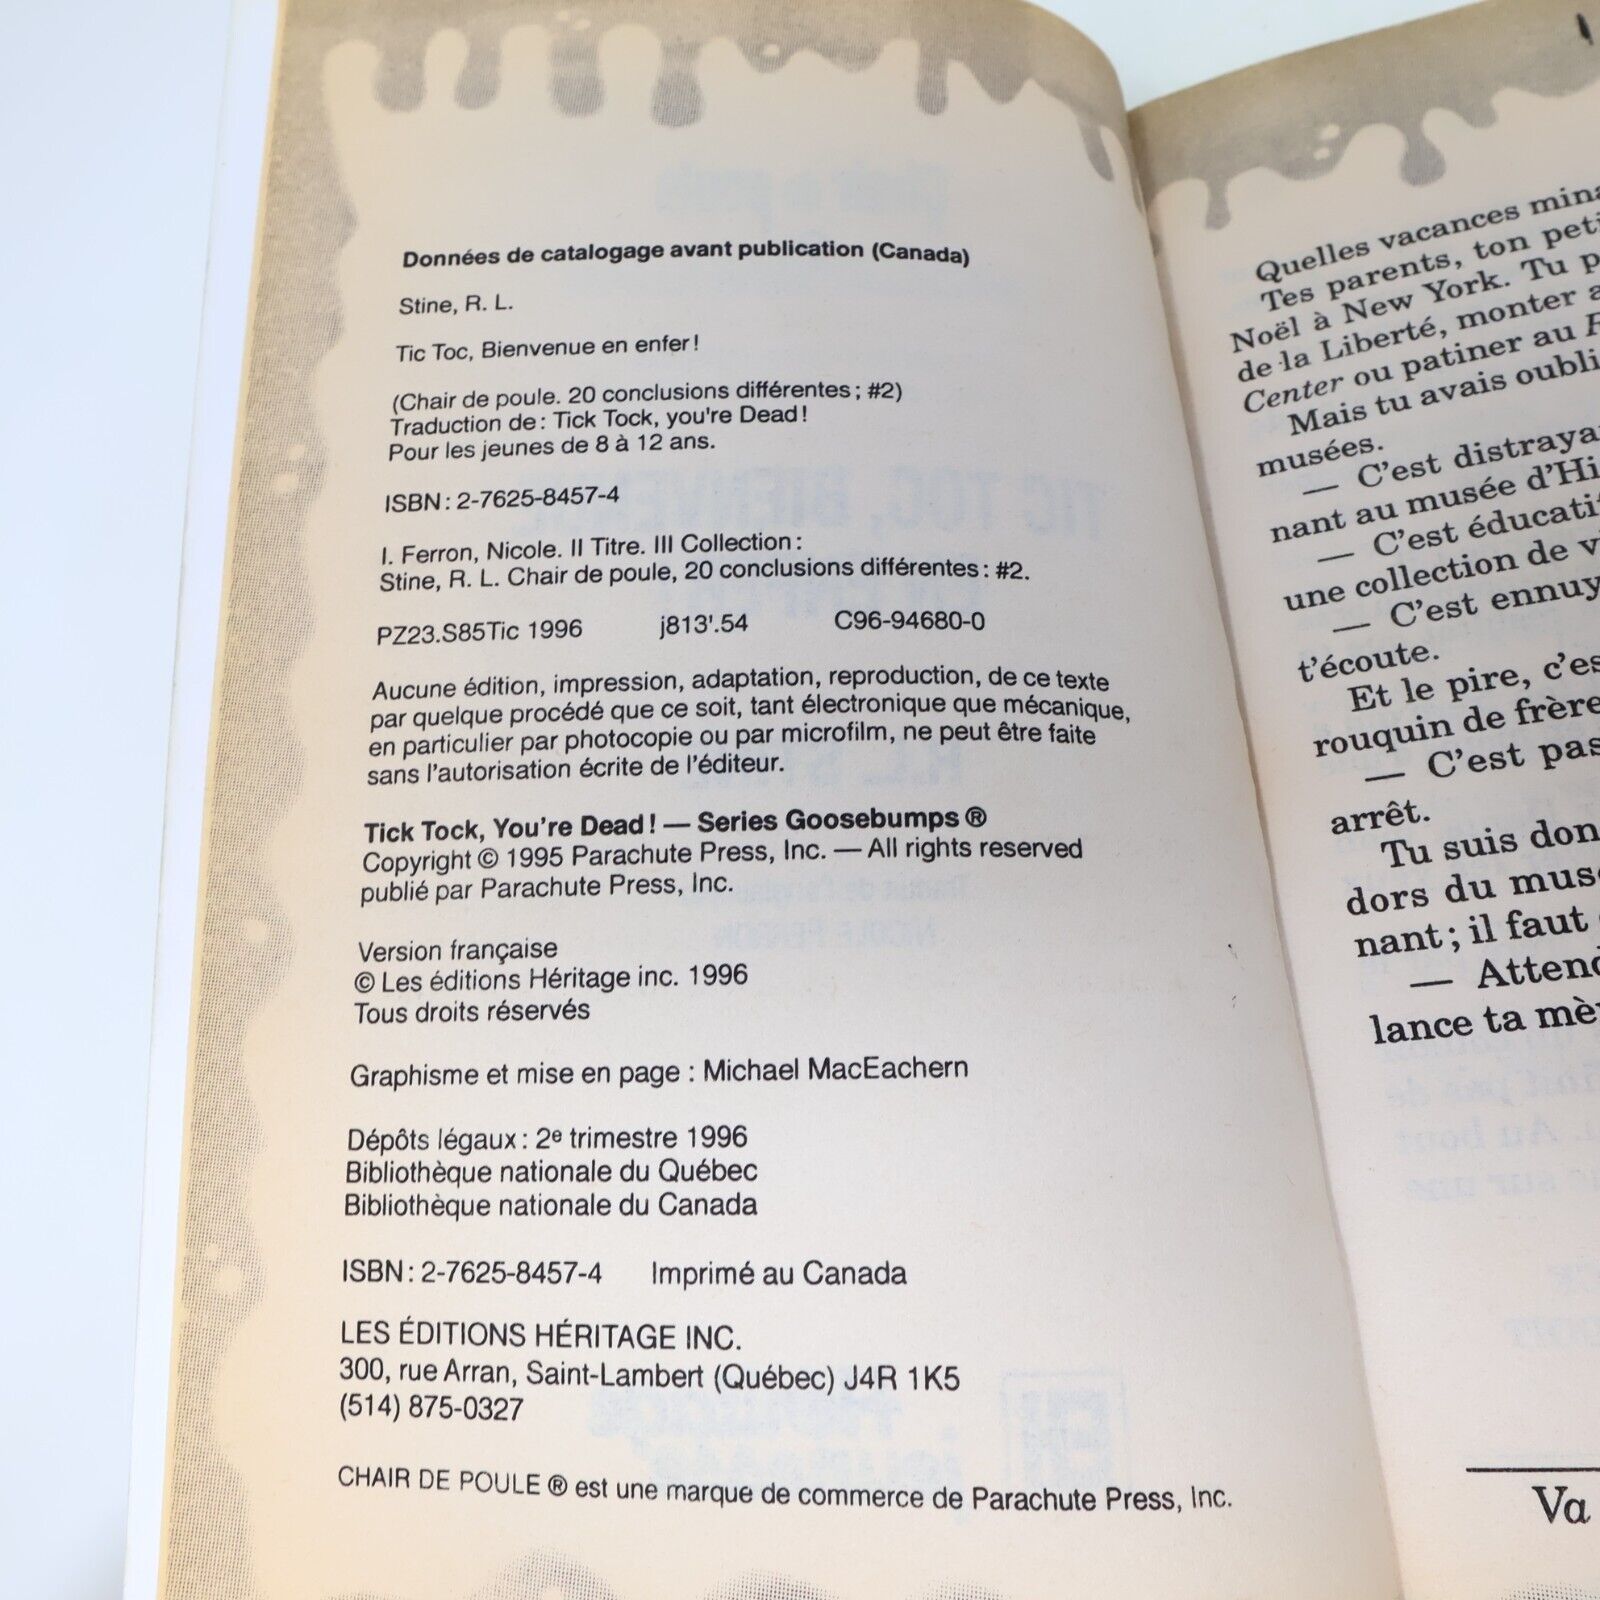 Données de catalogage avant publication (Canada)
Stine, R. L.
Tic Toc, Bienvenue en enfer!
(Chair de poule. 20 conclusions différentes; #2)
Traduction de: Tick Tock, you're Dead!
Pour les jeunes de 8 à 12 ans.
ISBN: 2-7625-8457-4
I. Ferron, Nicole. II Titre. III Collection:
Stine, R. L. Chair de poule, 20 conclusions différentes: #2.
PZ23.S85Tic 1996 j813'.54 C96-94680-0
Aucune édition, impression, adaptation, reproduction, de ce texte
par quelque procédé que ce soit, tant électronique que mécanique,
en particulier par photocopie ou par microfilm, ne peut être faite
sans l'autorisation écrite de l'éditeur.
Tick Tock, You're Dead! — Series Goosebumps ®
Copyright © 1995 Parachute Press, Inc. — All rights reserved
publié par Parachute Press, Inc.
Version française
© Les éditions Héritage inc. 1996
Tous droits réservés
Graphisme et mise en page : Michael MacEachern
Dépôts légaux: 2e trimestre 1996
Bibliothèque nationale du Québec
Bibliothèque nationale du Canada
ISBN: 2-7625-8457-4 Imprimé au Canada
LES ÉDITIONS HÉRITAGE INC.
300, rue Arran, Saint-Lambert (Québec) J4R 1K5
(514) 875-0327
CHAIR DE POULE ® est une marque de commerce de Parachute Press, Inc.
Quelles vacances
Tes parents, ton
Noël à New York. Tu
de la Liberté, monter
Center ou patiner au
Mais tu avais
musées.
— C'est
nant au musée
— C'est
une collection de
— C'est
t'écoute.
Et le pire,
rouquin de frère
— C'est pas
arrêt.
Tu suis
dors du
nant; il faut
—
lance ta
Va